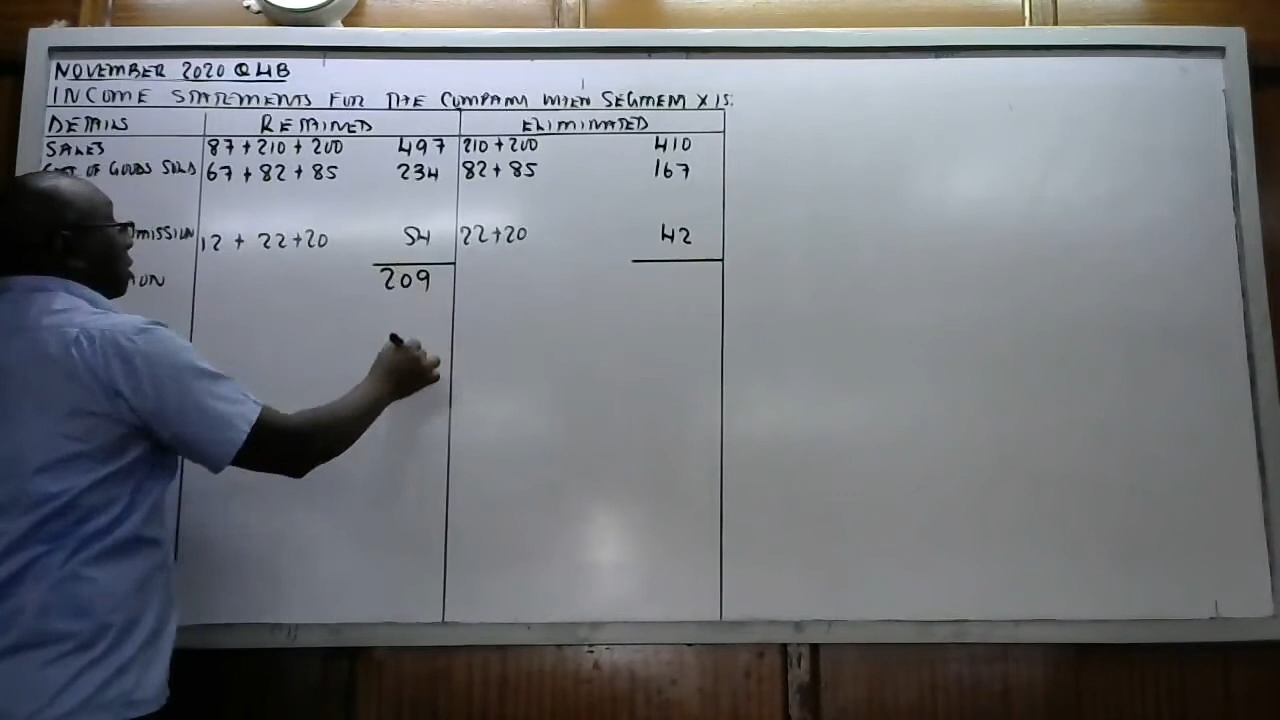 NOVEMBER 2020 Q4B
INCOME STATEMENTS FOR THE COMPANY WHEN SEGMENT X IS:
DETAILS RETAINED ELIMINATED
SALES 87 + 210 + 200 497 210 + 200 410
OF GOODS SOLD 67 + 82 + 85 234 82 + 85 167
MISSION 12 + 22 + 20 54 22 + 20 42
209